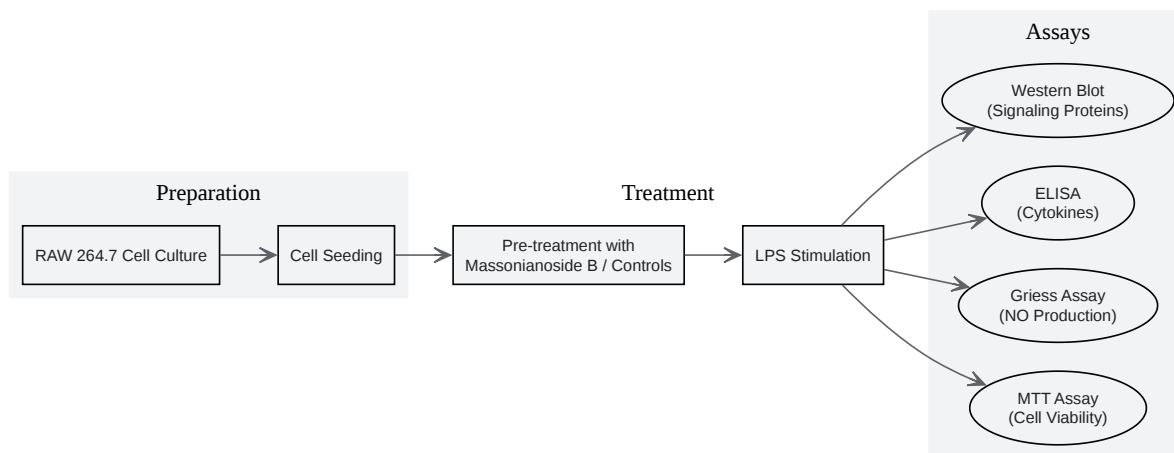 Preparation
RAW 264.7 Cell Culture
Cell Seeding
Treatment
Pre-treatment with
Massonianoside B / Controls
LPS Stimulation
Assays
Western Blot
(Signaling Proteins)
ELISA
(Cytokines)
Griess Assay
(NO Production)
MTT Assay
(Cell Viability)